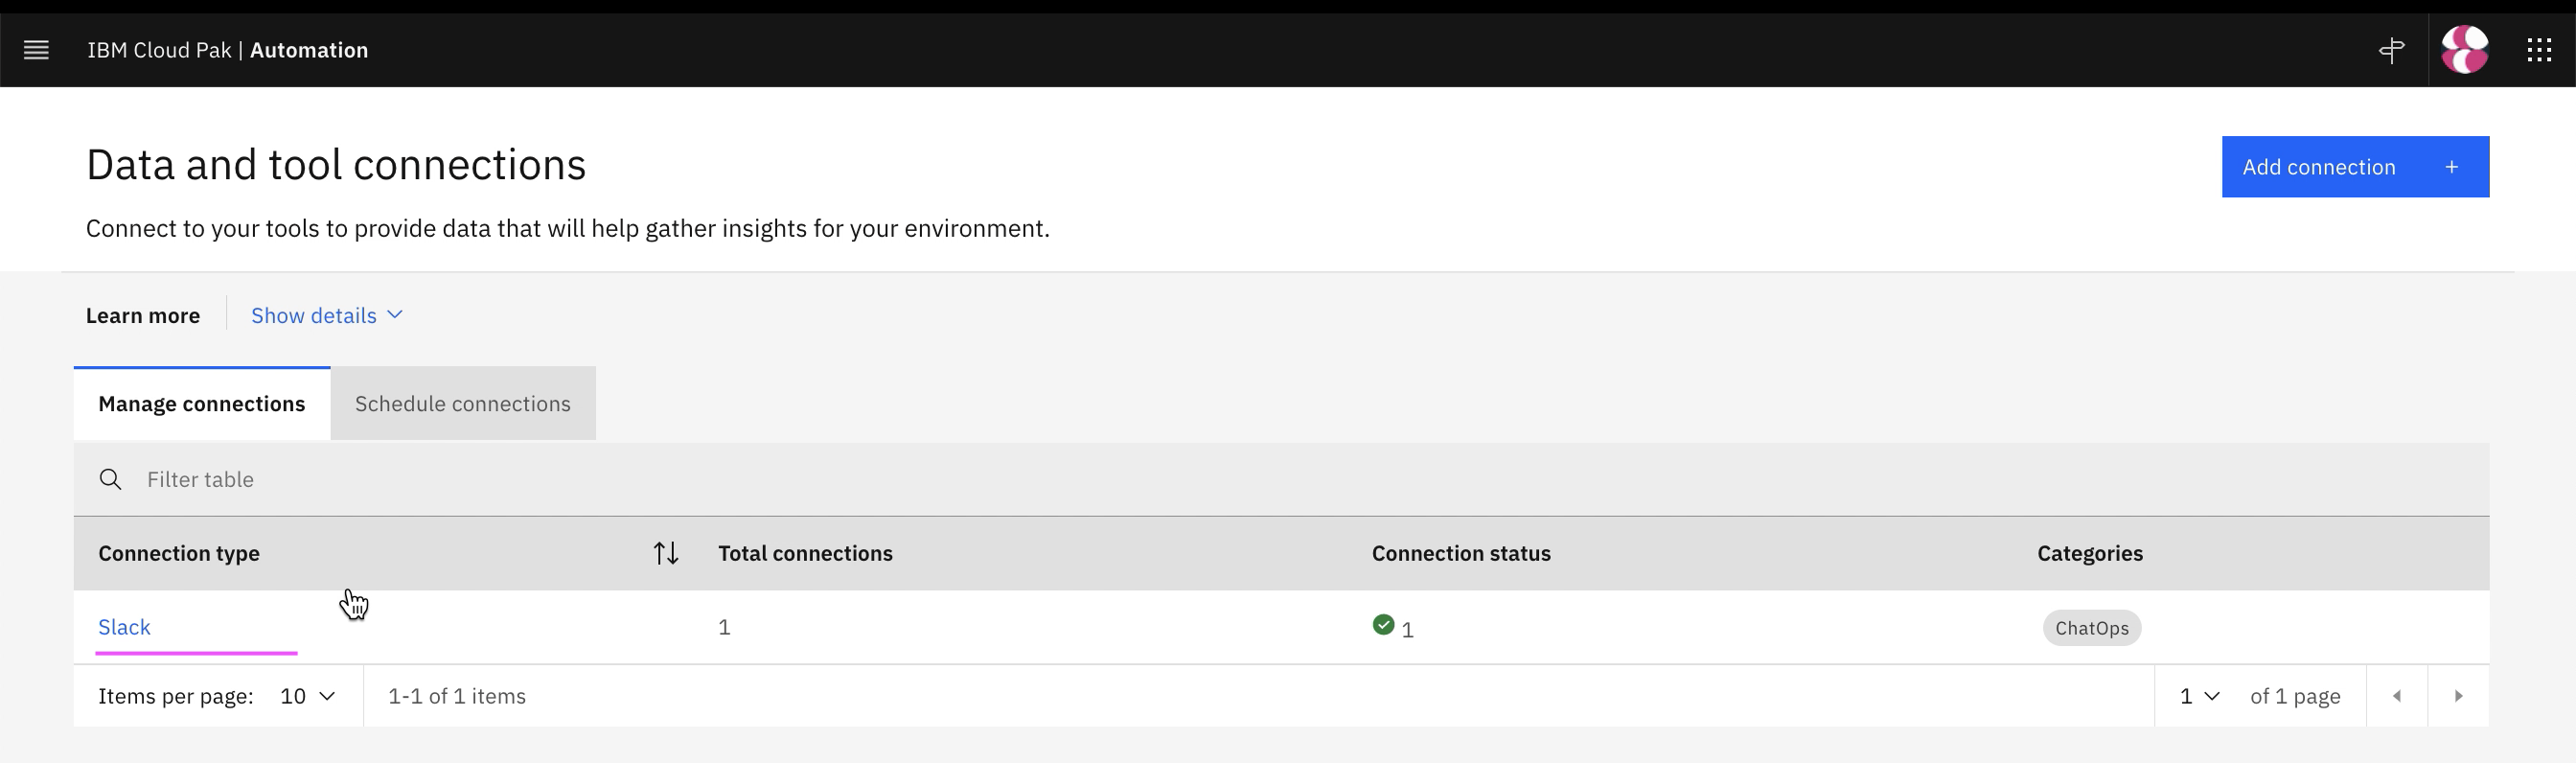 IBM Cloud Pak | Automation
Data and tool connections
Add connection +
Connect to your tools to provide data that will help gather insights for your environment.
Learn more
Show details
Manage connections
Schedule connections
Filter table
Connection type
Total connections
Connection status
Categories
Slack
1
1
ChatOps
Items per page: 10
1-1 of 1 items
1
of 1 page